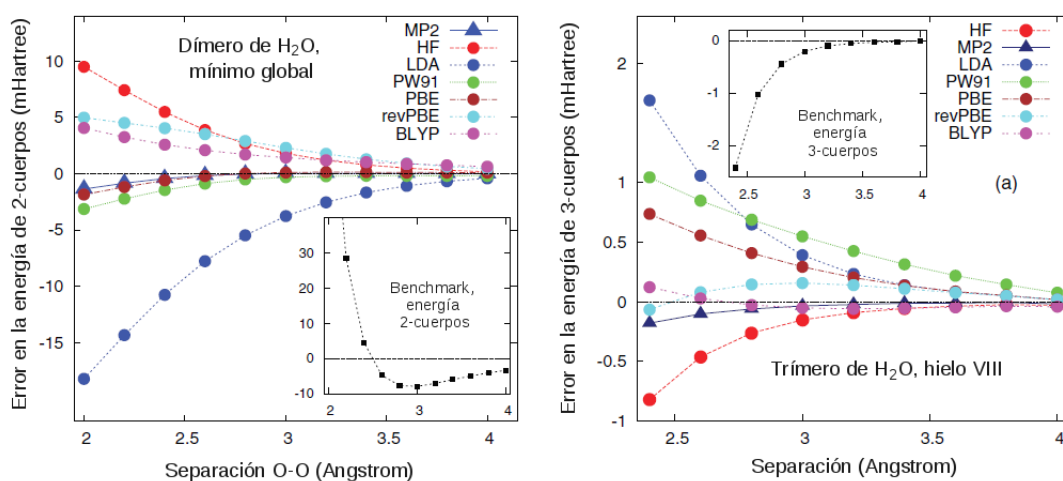 Error en la energía de 2-cuerpos (mHartree)
10
5
0
-5
-10
-15
Dímero de H₂O,
mínimo global
MP2
HF
LDA
PW91
PBE
revPBE
BLYP
30
20
10
0
-10
Benchmark,
energía
2-cuerpos
2
3
4
2
2.5
3
3.5
4
Separación O-O (Angstrom)
Error en la energía de 3-cuerpos (mHartree)
2
1
0.5
0
-0.5
-1
0
-1
-2
Benchmark,
energía
3-cuerpos
2.5
3.0
3.5
4.0
HF
MP2
LDA
PW91
PBE
revPBE
BLYP
(a)
Trímero de H₂O, hielo VIII
2.5
3.0
3.5
4
Separación (Angstrom)